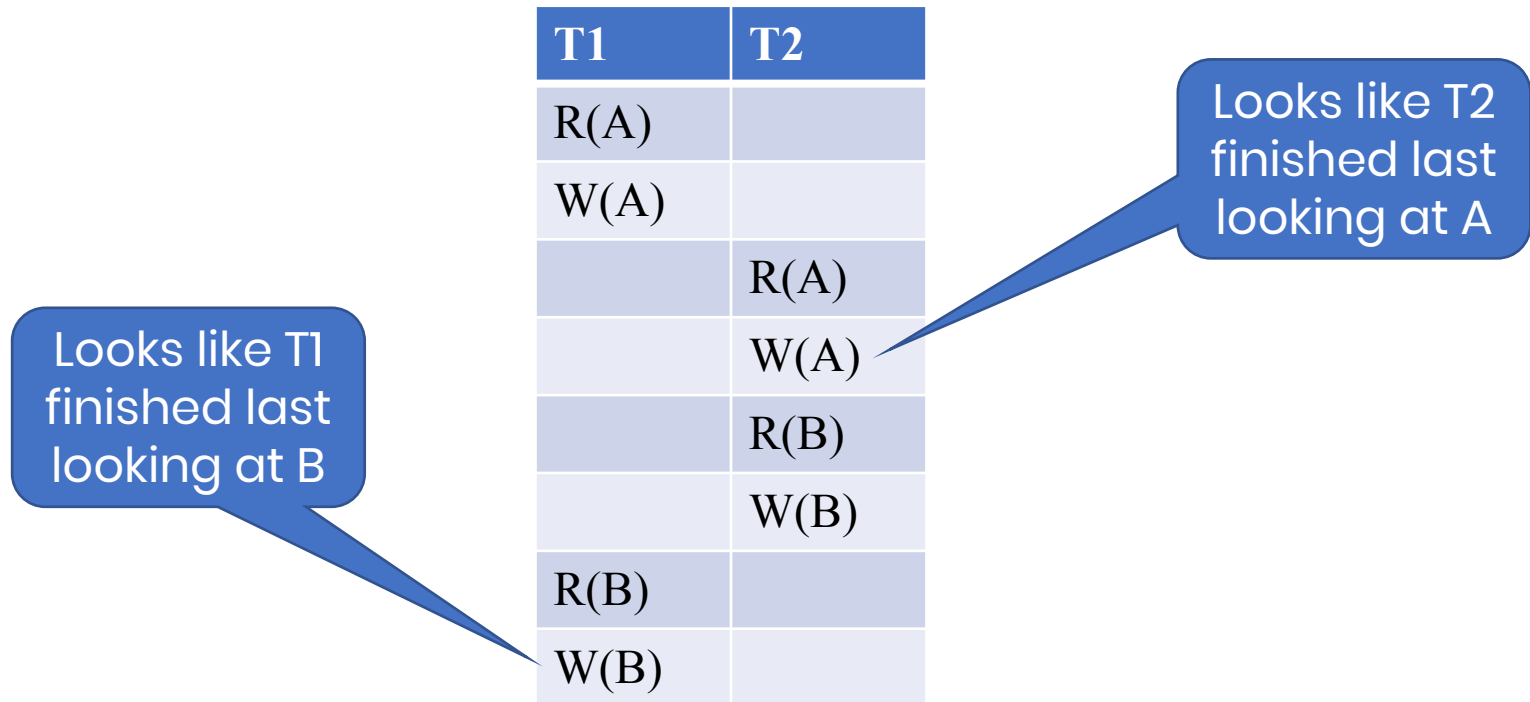 T1 T2
R(A)
W(A)
R(A)
W(A)
R(B)
W(B)
R(B)
W(B)
Looks like T2
finished last
looking at A
Looks like T1
finished last
looking at B